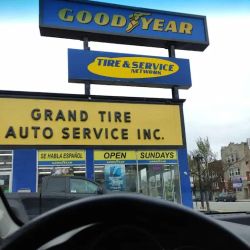 GOODYEAR
TIRE & SERVICE
NETWORK
GRAND TIRE
AUTO SERVICE INC.
SE HABLA ESPAÑOL
OPEN
SUNDAYS